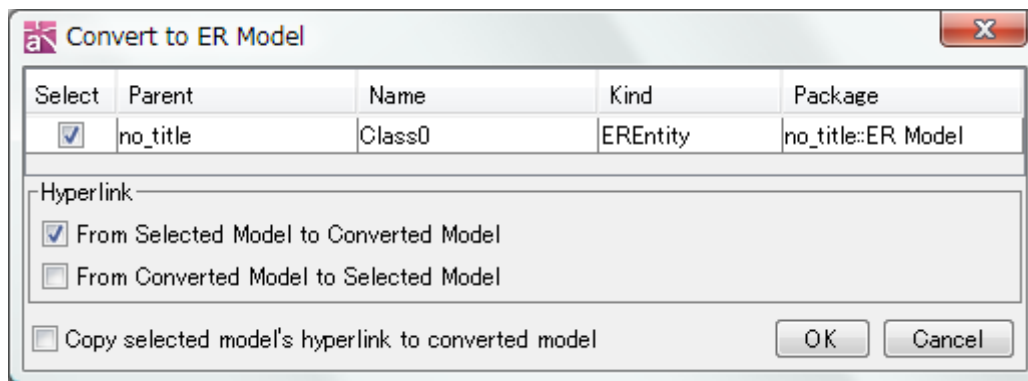 Convert to ER Model
Select Parent Name Kind Package
no_title Class0 EREntity no_title::ER Model
Hyperlink
From Selected Model to Converted Model
From Converted Model to Selected Model
Copy selected model's hyperlink to converted model OK Cancel